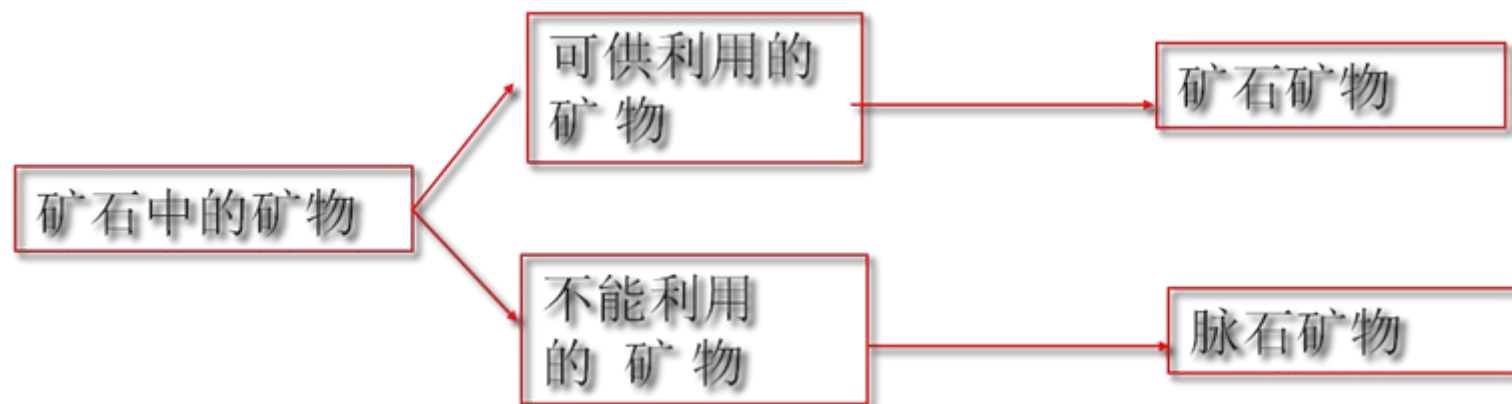 矿石中的矿物
可供利用的
矿 物
矿石矿物
不能利用
的 矿 物
脉石矿物